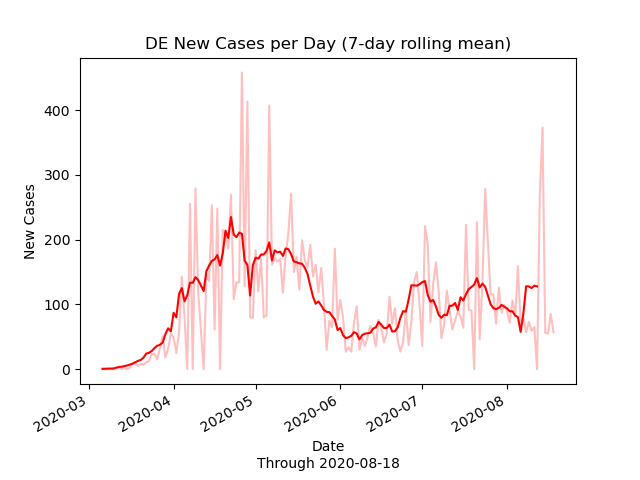 DE New Cases per Day (7-day rolling mean)
400
300
200
100
0
New Cases
2020-03
2020-04
2020-05
2020-06
2020-07
2020-08
Date
Through 2020-08-18